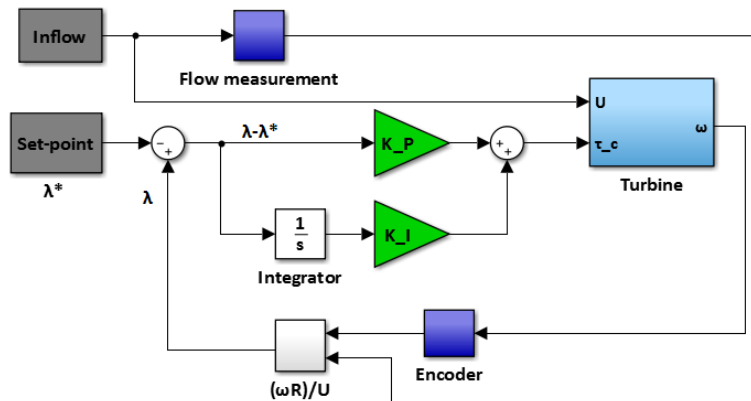 Inflow
Flow measurement
U
ω
τ_c
Turbine
Set-point
λ*
−
+
λ-λ*
λ
K_P
+
+
1
s
Integrator
K_I
Encoder
(ωR)/U